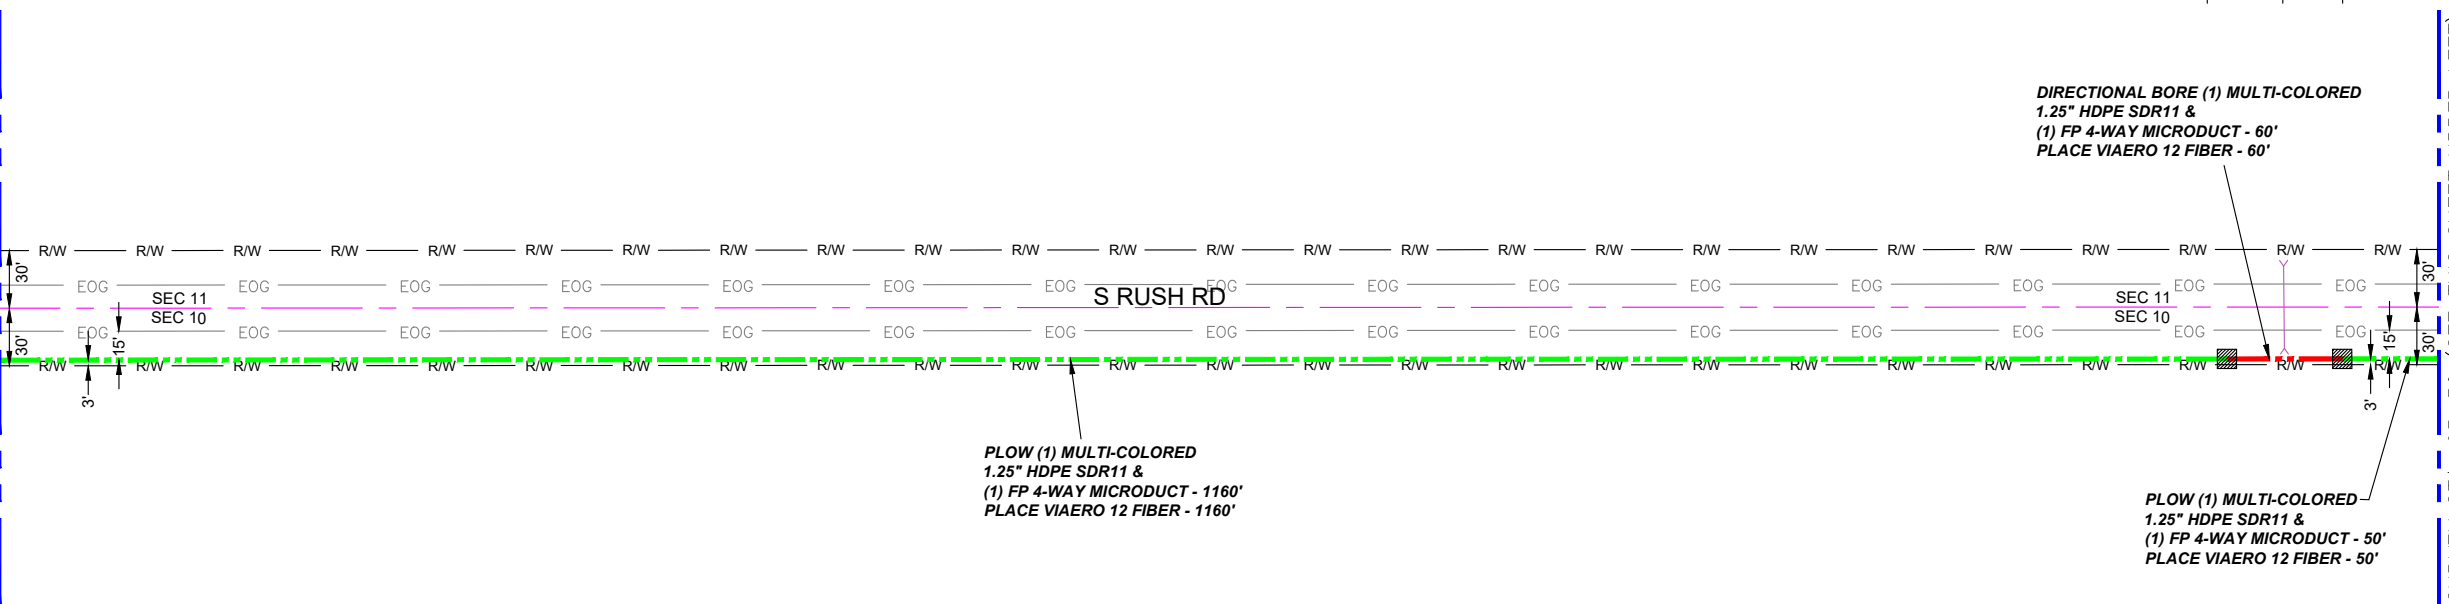 DIRECTIONAL BORE (1) MULTI-COLORED
1.25" HDPE SDR11 &
(1) FP 4-WAY MICRODUCT - 60'
PLACE VIAERO 12 FIBER - 60'
R/W R/W R/W R/W R/W R/W R/W R/W R/W R/W R/W R/W R/W R/W R/W R/W R/W R/W R/W R/W R/W R/W R/W R/W R/W
30' 30'
EOG EOG EOG EOG EOG EOG EOG EOG EOG EOG EOG EOG EOG EOG EOG
SEC 11 S RUSH RD SEC 11
SEC 10 SEC 10
EOG EOG EOG EOG EOG EOG EOG EOG EOG EOG EOG EOG EOG EOG EOG
30' 15' 15' 30'
R/W R/W R/W R/W R/W R/W R/W R/W R/W R/W R/W R/W R/W R/W R/W R/W R/W R/W R/W R/W R/W R/W R/W R/W R/W
3' 3'
PLOW (1) MULTI-COLORED
1.25" HDPE SDR11 &
(1) FP 4-WAY MICRODUCT - 1160'
PLACE VIAERO 12 FIBER - 1160'
PLOW (1) MULTI-COLORED
1.25" HDPE SDR11 &
(1) FP 4-WAY MICRODUCT - 50'
PLACE VIAERO 12 FIBER - 50'